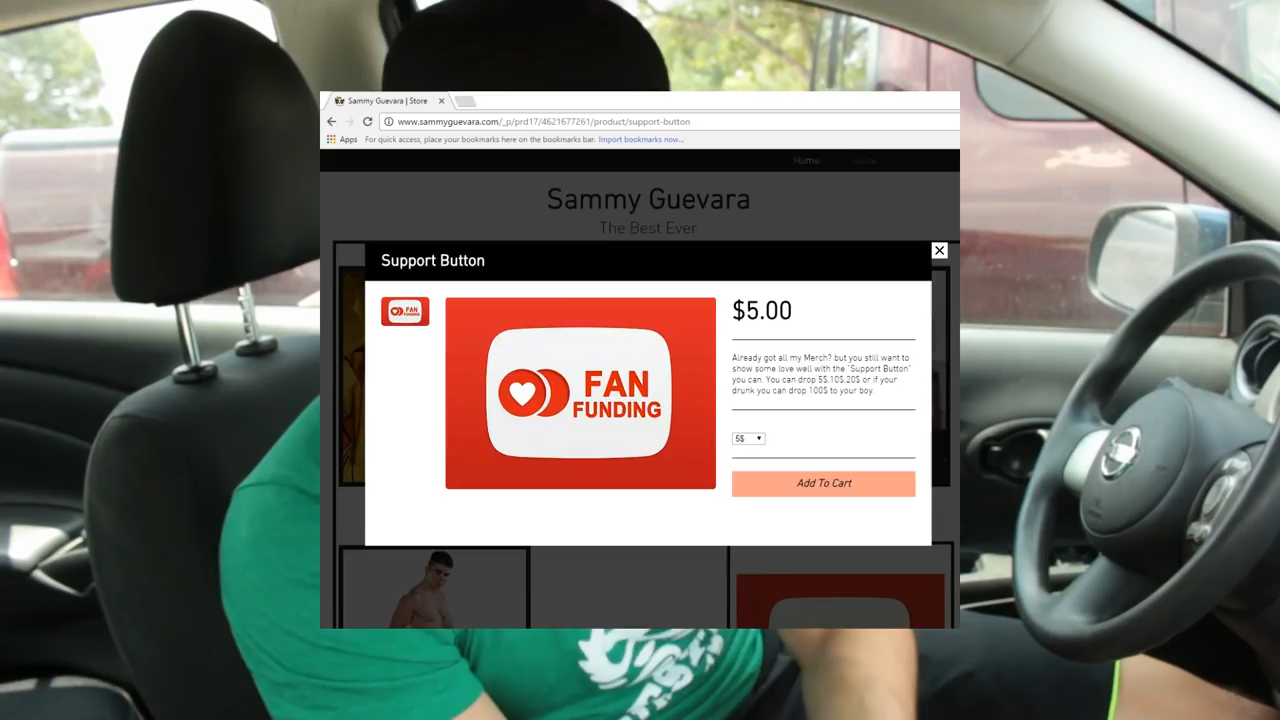 Sammy Guevara | Store
www.sammyguevara.com/_p/prd17/4621677261/product/support-button
Apps For quick access, place your bookmarks here on the bookmarks bar. Import bookmarks now...
Home Store
Sammy Guevara
The Best Ever
Support Button
FAN
FUNDING
FAN
FUNDING
$5.00
Already got all my Merch? but you still want to
show some love well with the "Support Button"
you can. You can drop 5$,10$,20$ or if your
drunk you can drop 100$ to your boy.
5$
Add To Cart